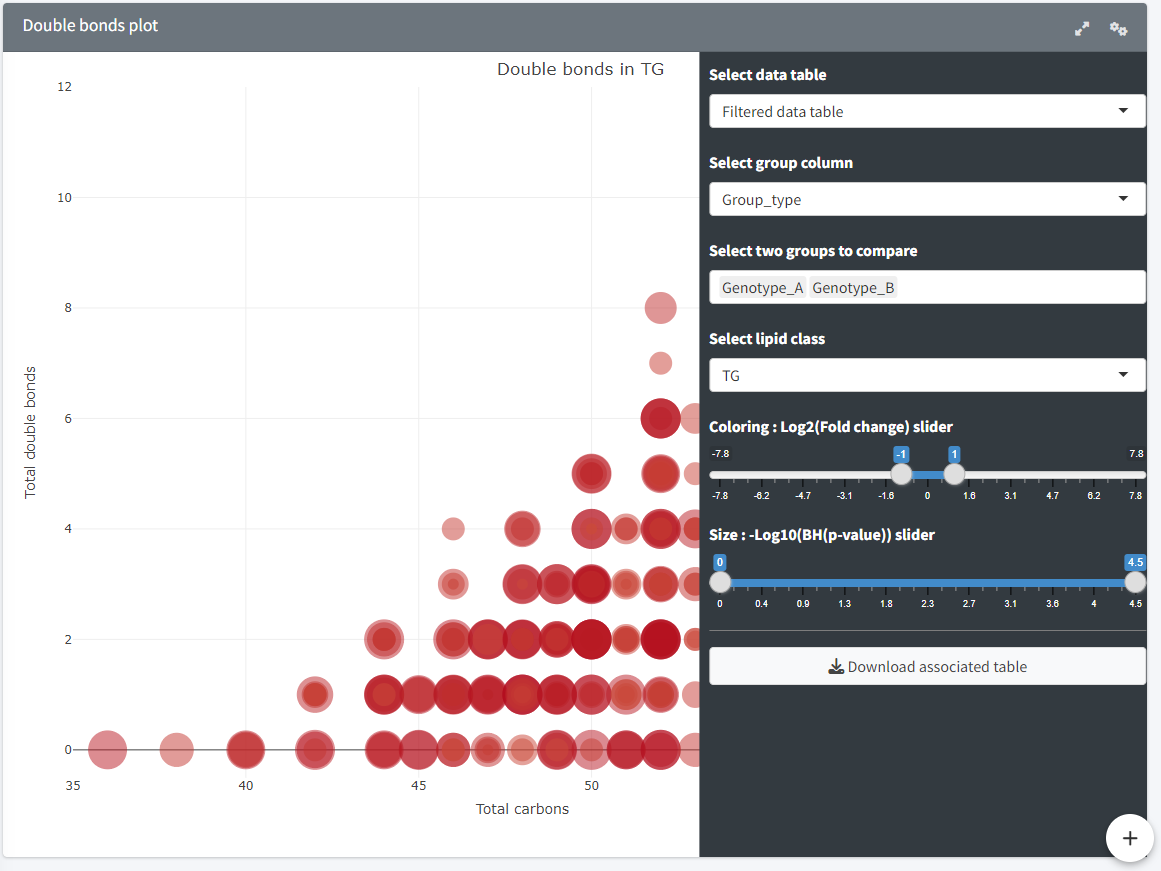 Double bonds plot
Double bonds in TG
12
10
8
6
4
2
0
Total double bonds
35
40
45
50
Total carbons
Select data table
Filtered data table
Select group column
Group_type
Select two groups to compare
Genotype_A Genotype_B
Select lipid class
TG
Coloring : Log2(Fold change) slider
-7.8 -1 1 7.8
-7.8 -6.2 -4.7 -3.1 -1.6 0 1.6 3.1 4.7 6.2 7.8
Size : -Log10(BH(p-value)) slider
0 4.5
0 0.4 0.9 1.3 1.8 2.3 2.7 3.1 3.6 4 4.5
Download associated table
+